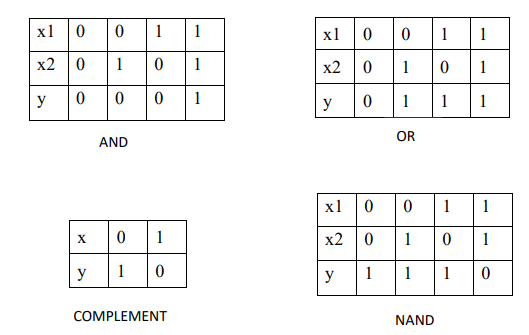 x1 0 0 1 1
x2 0 1 0 1
y 0 0 0 1
AND
x1 0 0 1 1
x2 0 1 0 1
y 0 1 1 1
OR
x 0 1
y 1 0
COMPLEMENT
x1 0 0 1 1
x2 0 1 0 1
y 1 1 1 0
NAND